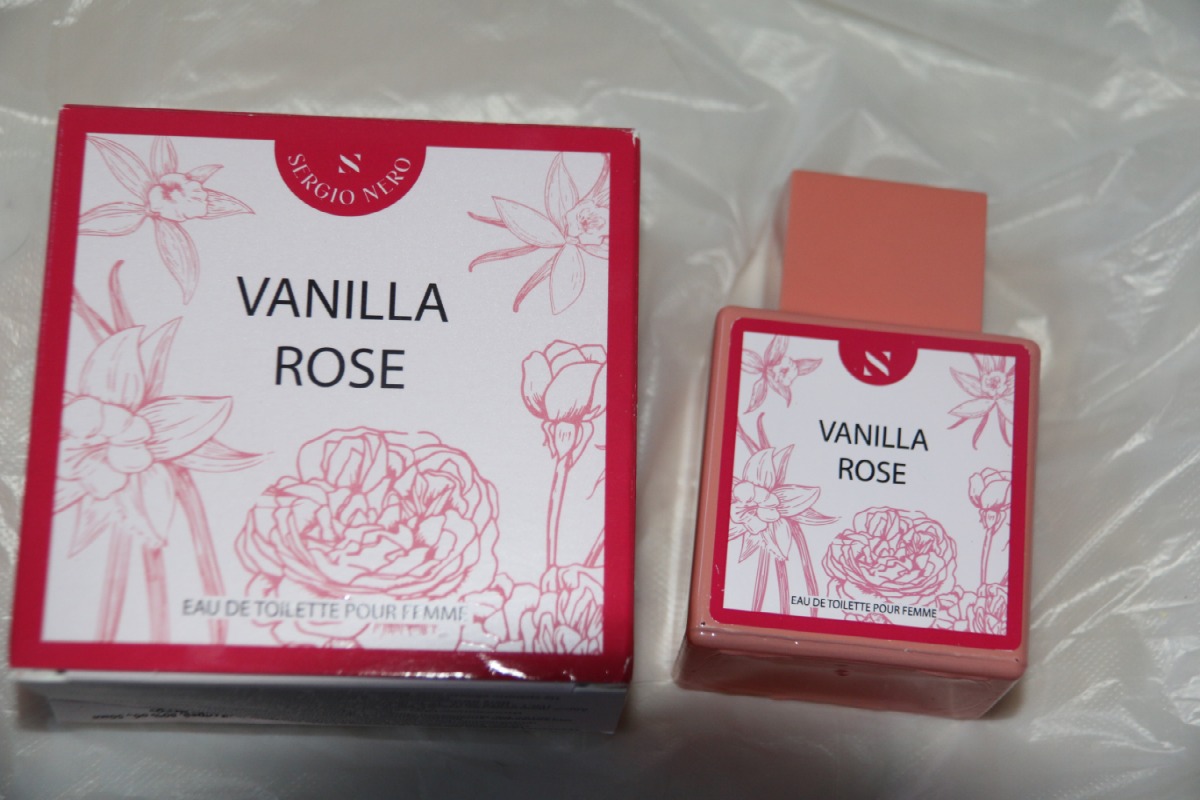 SERGIO NERO
VANILLA
ROSE
EAU DE TOILETTE POUR FEMME
VANILLA
ROSE
EAU DE TOILETTE POUR FEMME